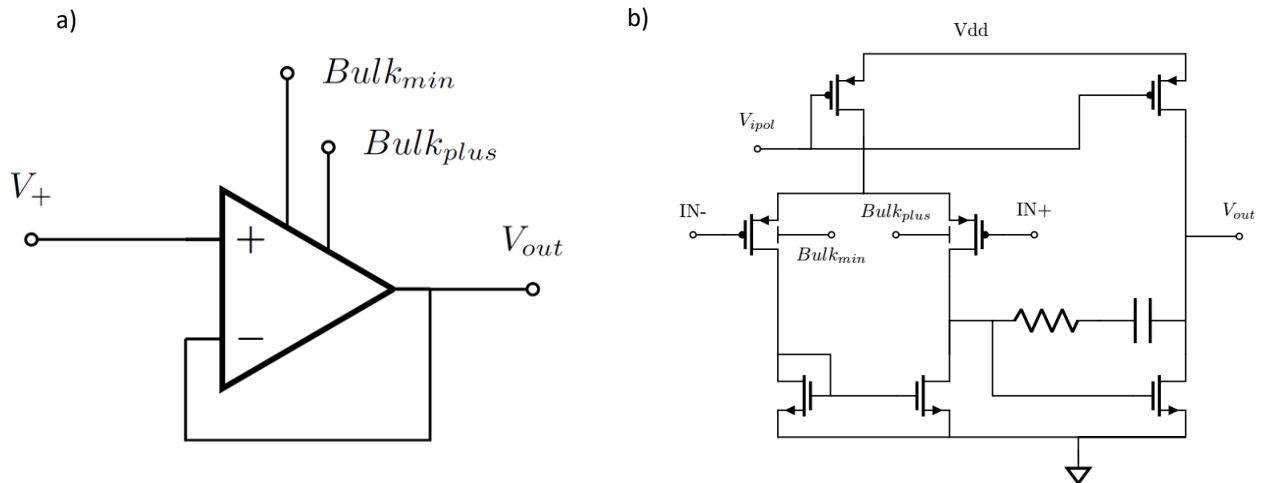 a)
Bulk_min
Bulk_plus
V_+
+
−
V_out
b)
Vdd
V_ipol
IN-
Bulk_plus
IN+
Bulk_min
V_out